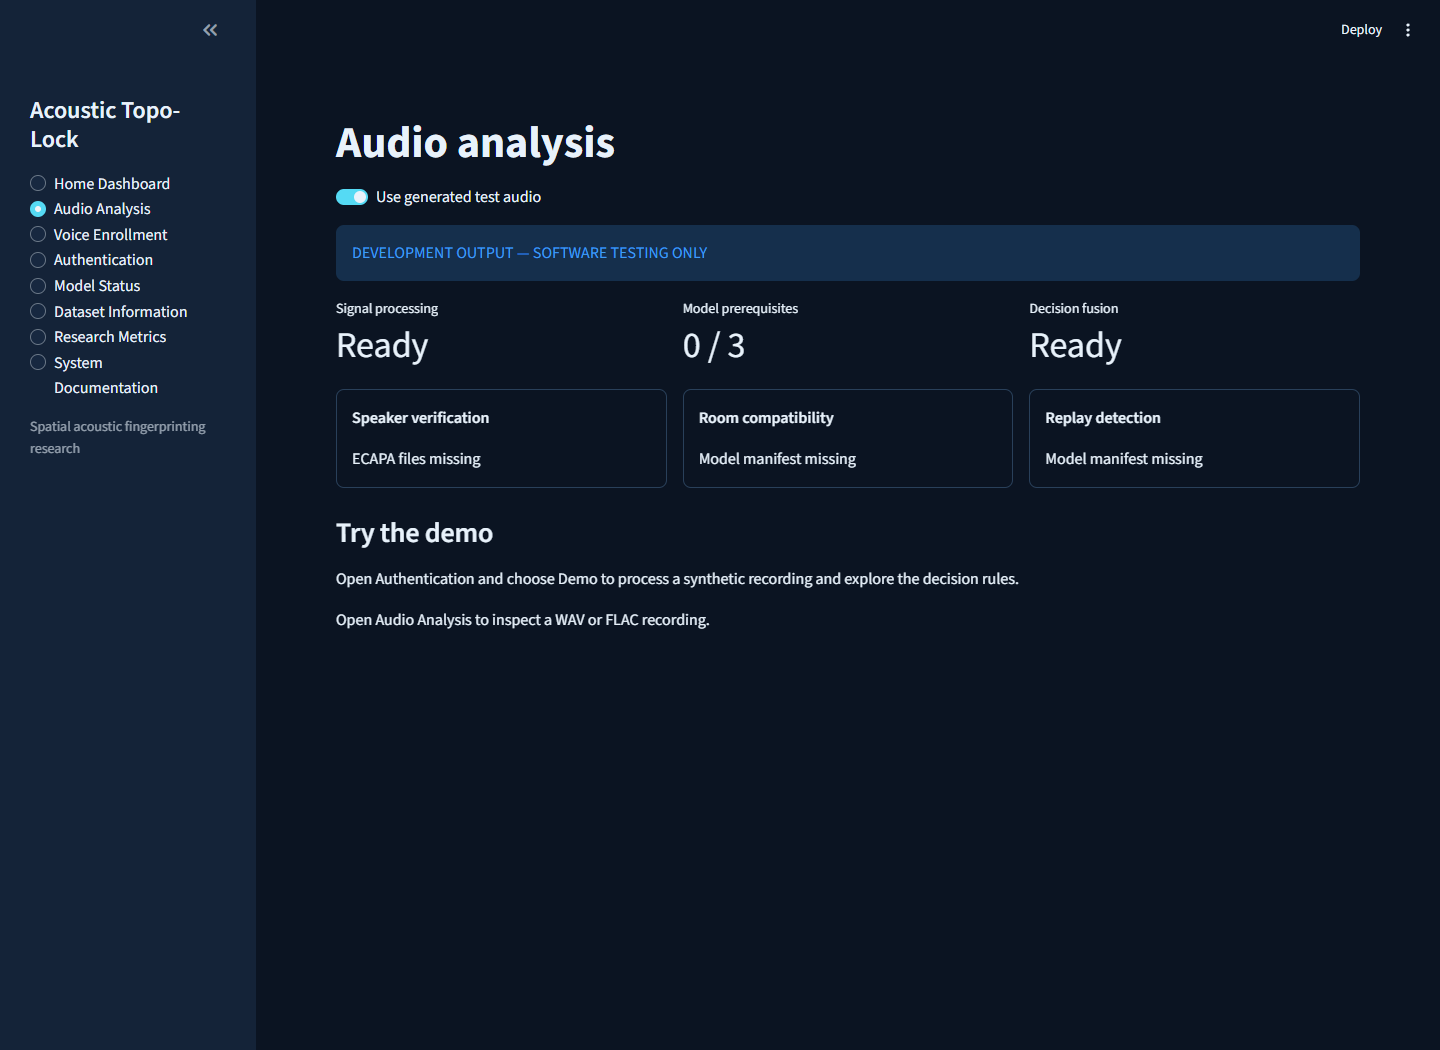 Deploy
Acoustic Topo-
Lock
Home Dashboard
Audio Analysis
Voice Enrollment
Authentication
Model Status
Dataset Information
Research Metrics
System
Documentation
Spatial acoustic fingerprinting
research
Audio analysis
Use generated test audio
DEVELOPMENT OUTPUT — SOFTWARE TESTING ONLY
Signal processing
Ready
Model prerequisites
0 / 3
Decision fusion
Ready
Speaker verification
ECAPA files missing
Room compatibility
Model manifest missing
Replay detection
Model manifest missing
Try the demo
Open Authentication and choose Demo to process a synthetic recording and explore the decision rules.
Open Audio Analysis to inspect a WAV or FLAC recording.